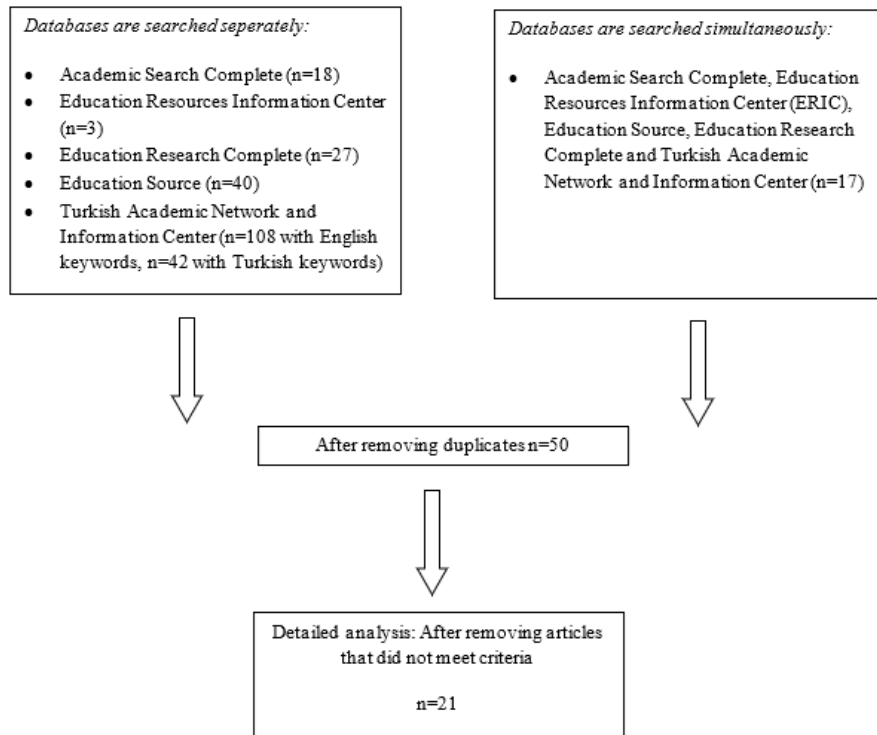 Databases are searched seperately:
• Academic Search Complete (n=18)
• Education Resources Information Center
(n=3)
• Education Research Complete (n=27)
• Education Source (n=40)
• Turkish Academic Network and
Information Center (n=108 with English
keywords, n=42 with Turkish keywords)
Databases are searched simultaneously:
• Academic Search Complete, Education
Resources Information Center (ERIC),
Education Source, Education Research
Complete and Turkish Academic
Network and Information Center (n=17)
After removing duplicates n=50
Detailed analysis: After removing articles
that did not meet criteria
n=21